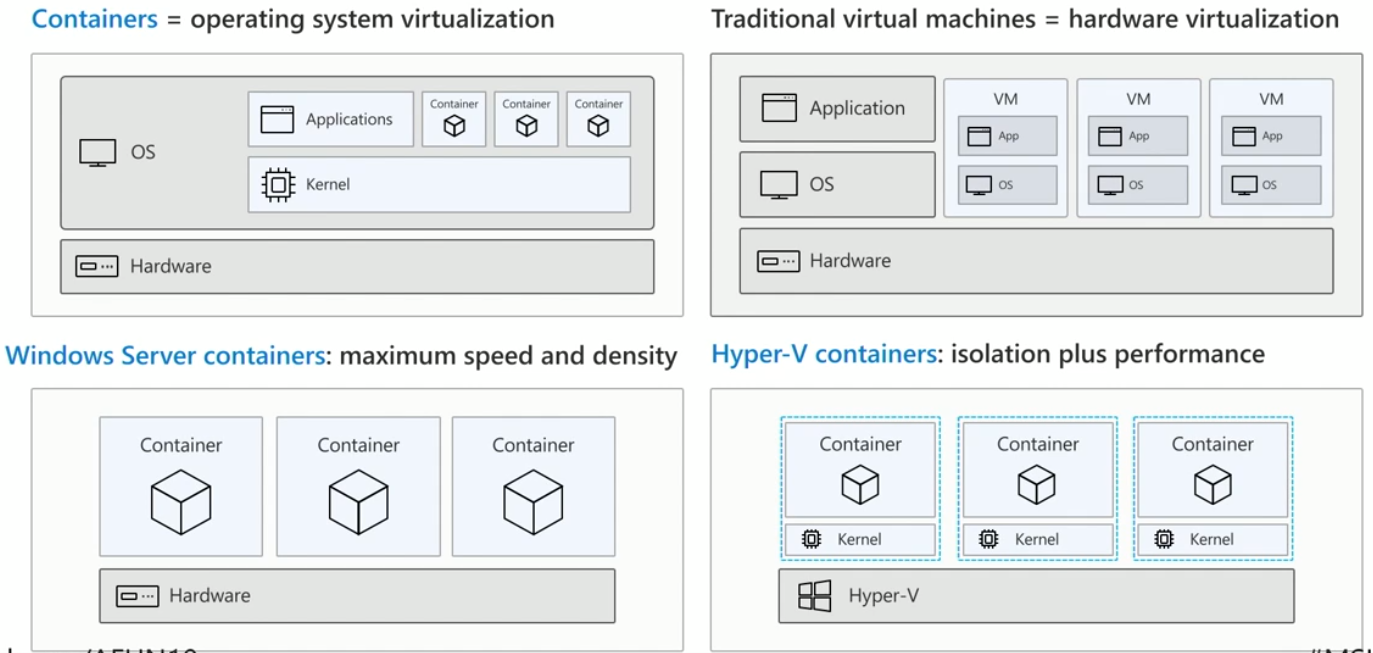 Containers = operating system virtualization
OS
Applications
Container
Container
Container
Kernel
Hardware
Traditional virtual machines = hardware virtualization
Application
OS
VM
App
OS
VM
App
OS
VM
App
OS
Hardware
Windows Server containers: maximum speed and density
Container
Container
Container
Hardware
Hyper-V containers: isolation plus performance
Container
Kernel
Container
Kernel
Container
Kernel
Hyper-V